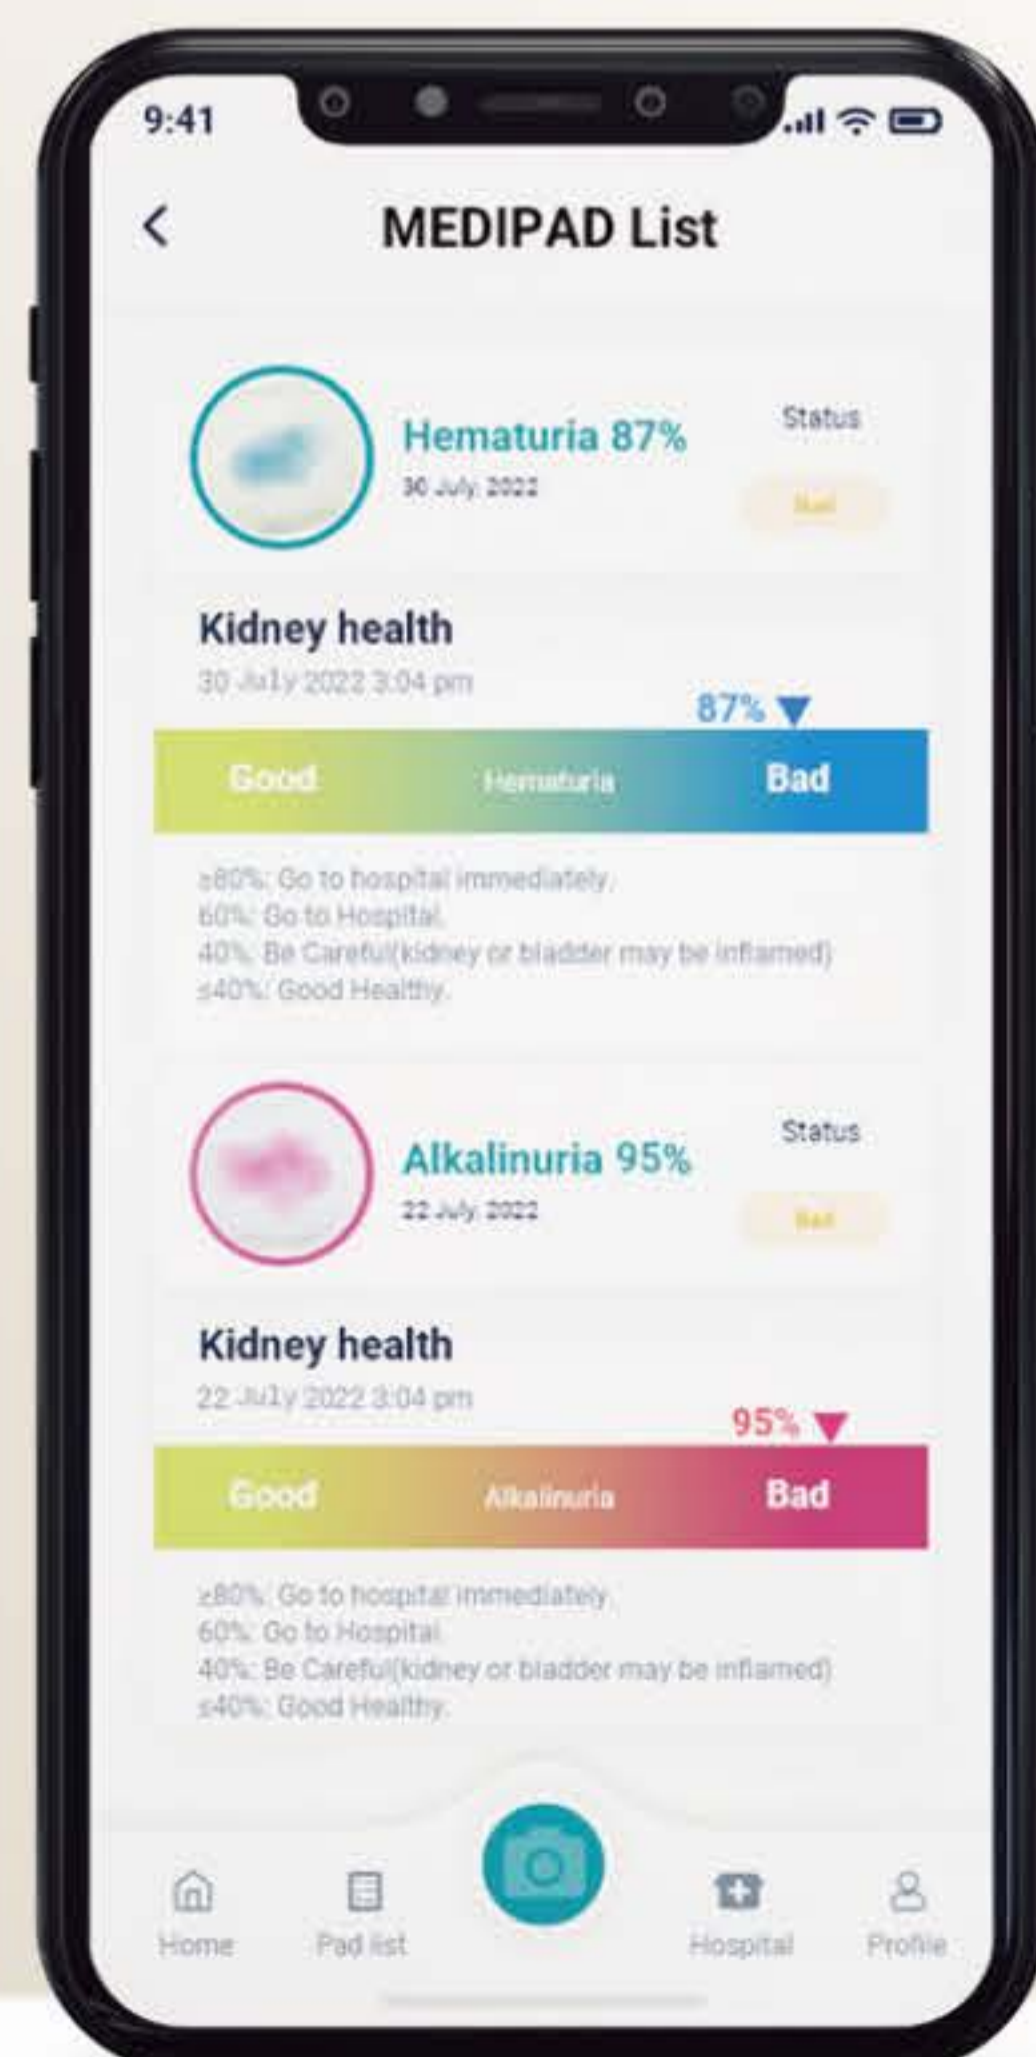 9:41
MEDIPAD List
Hematuria 87%
Status
30 July, 2022
Bad
Kidney health
30 July 2022 3:04 pm
87%
Good Hematuria Bad
≥80%: Go to hospital immediately.
60%: Go to Hospital.
40%: Be Careful(kidney or bladder may be inflamed)
≤40%: Good Healthy.
Alkalinuria 95%
Status
22 July, 2022
Bad
Kidney health
22 July 2022 3:04 pm
95%
Good Alkalinuria Bad
≥80%: Go to hospital immediately.
60%: Go to Hospital.
40%: Be Careful(kidney or bladder may be inflamed)
≤40%: Good Healthy.
Home Pad list Hospital Profile